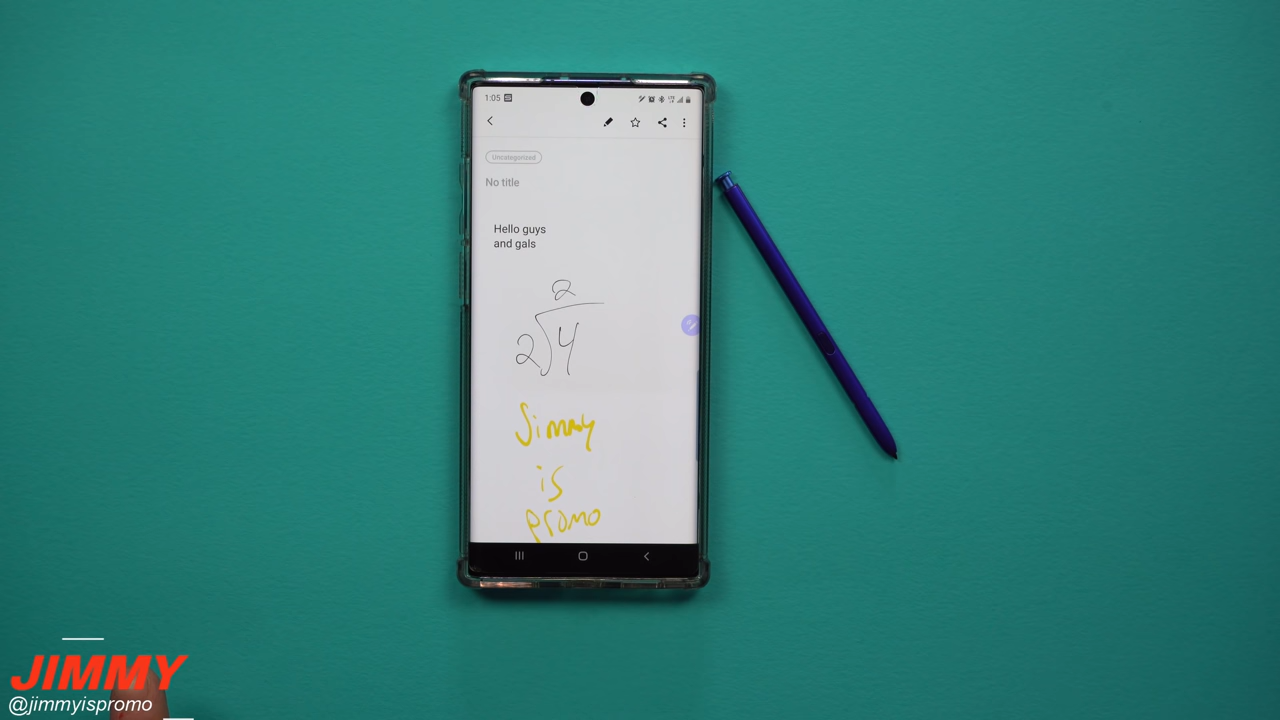 1:05
Uncategorized
No title
Hello guys
and gals
2
2√4
Jimmy
is
promo
JIMMY
@jimmyispromo